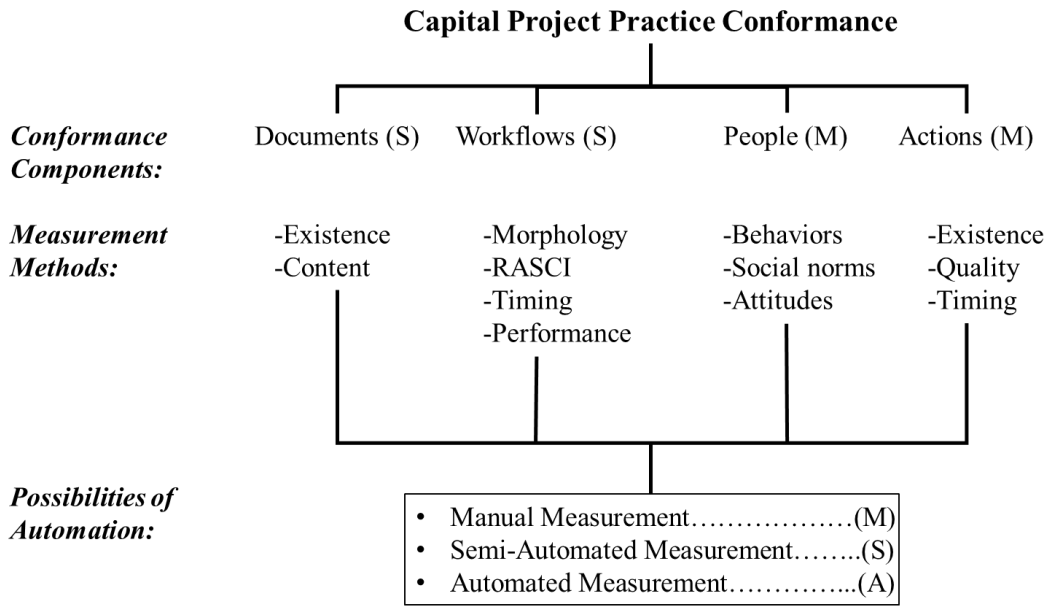 Capital Project Practice Conformance
Conformance Components:
Documents (S) Workflows (S) People (M) Actions (M)
Measurement Methods:
-Existence
-Content
-Morphology
-RASCI
-Timing
-Performance
-Behaviors
-Social norms
-Attitudes
-Existence
-Quality
-Timing
Possibilities of
Automation:
• Manual Measurement………………(M)
• Semi-Automated Measurement……..(S)
• Automated Measurement…………...(A)